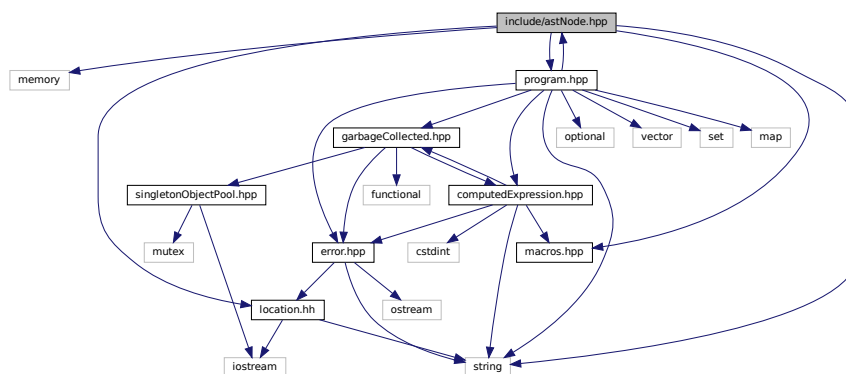 include/astNode.hpp
memory
program.hpp
garbageCollected.hpp
optional
vector
set
map
singletonObjectPool.hpp
functional
computedExpression.hpp
mutex
error.hpp
cstdint
macros.hpp
location.hh
ostream
iostream
string